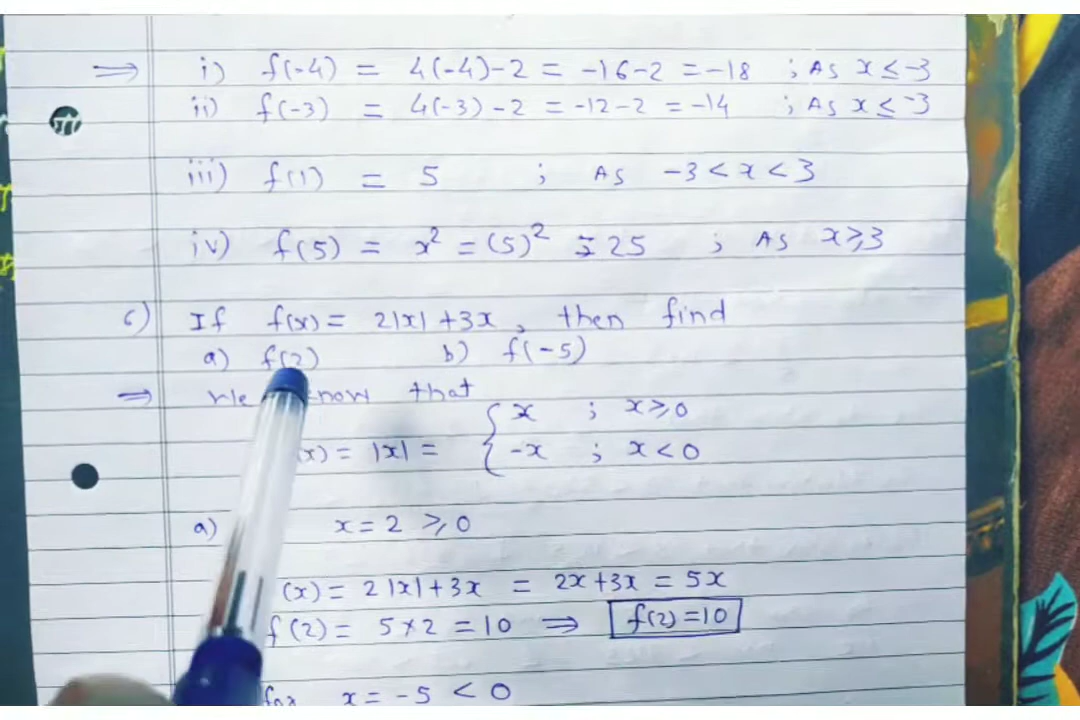 ⇒ i) f(-4) = 4(-4)-2 = -16-2 = -18 ; As x ≤ -3
ii) f(-3) = 4(-3)-2 = -12-2 = -14 ; As x ≤ -3
iii) f(1) = 5 ; As -3 < x < 3
iv) f(5) = x² = (5)² = 25 ; As x ≥ 3
6) If f(x) = 2|x| + 3x, then find
a) f(2) b) f(-5)
⇒ We now that
(x) = |x| = { x ; x ≥ 0
-x ; x < 0
a) x = 2 ≥ 0
(x) = 2|x| + 3x = 2x + 3x = 5x
f(2) = 5 × 2 = 10 ⇒ f(2) = 10
for x = -5 < 0